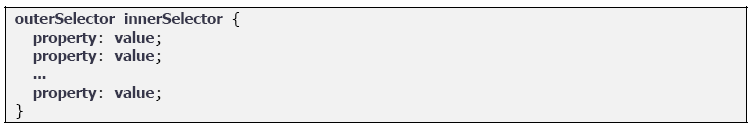 outerSelector innerSelector {
property: value;
property: value;
...
property: value;
}